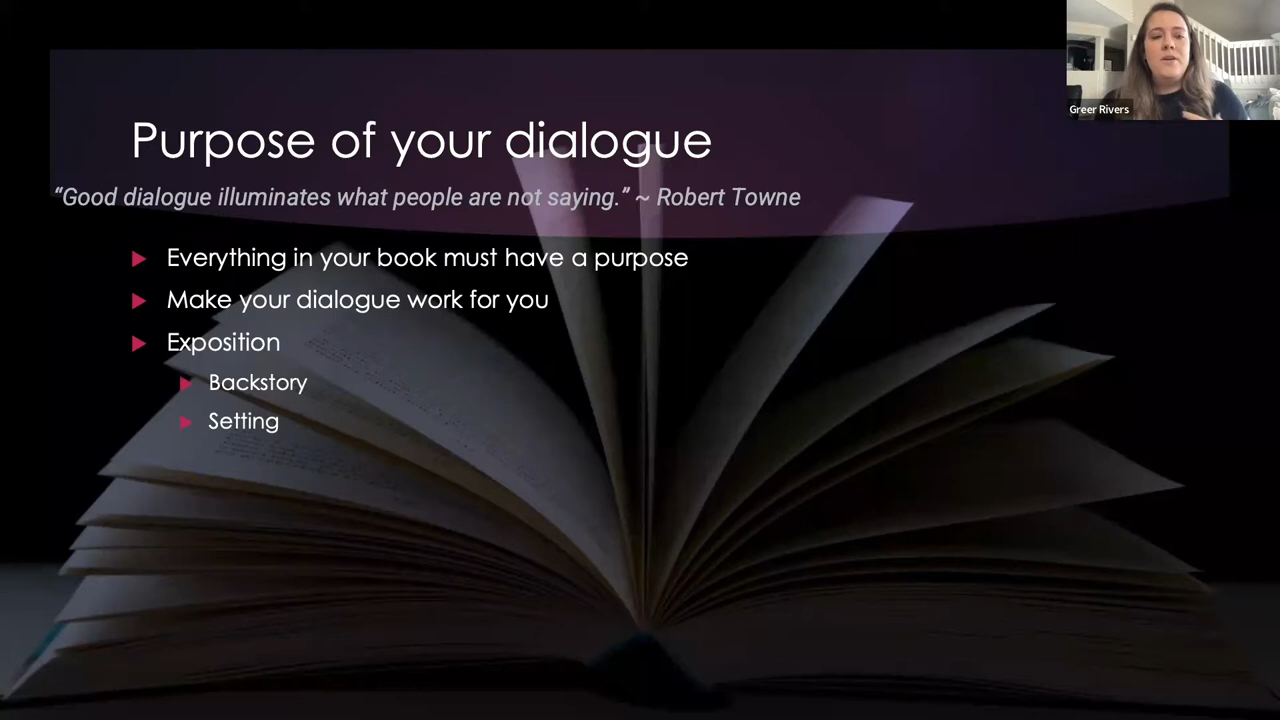 Purpose of your dialogue
“Good dialogue illuminates what people are not saying.” ~ Robert Towne
Everything in your book must have a purpose
Make your dialogue work for you
Exposition
Backstory
Setting
Greer Rivers